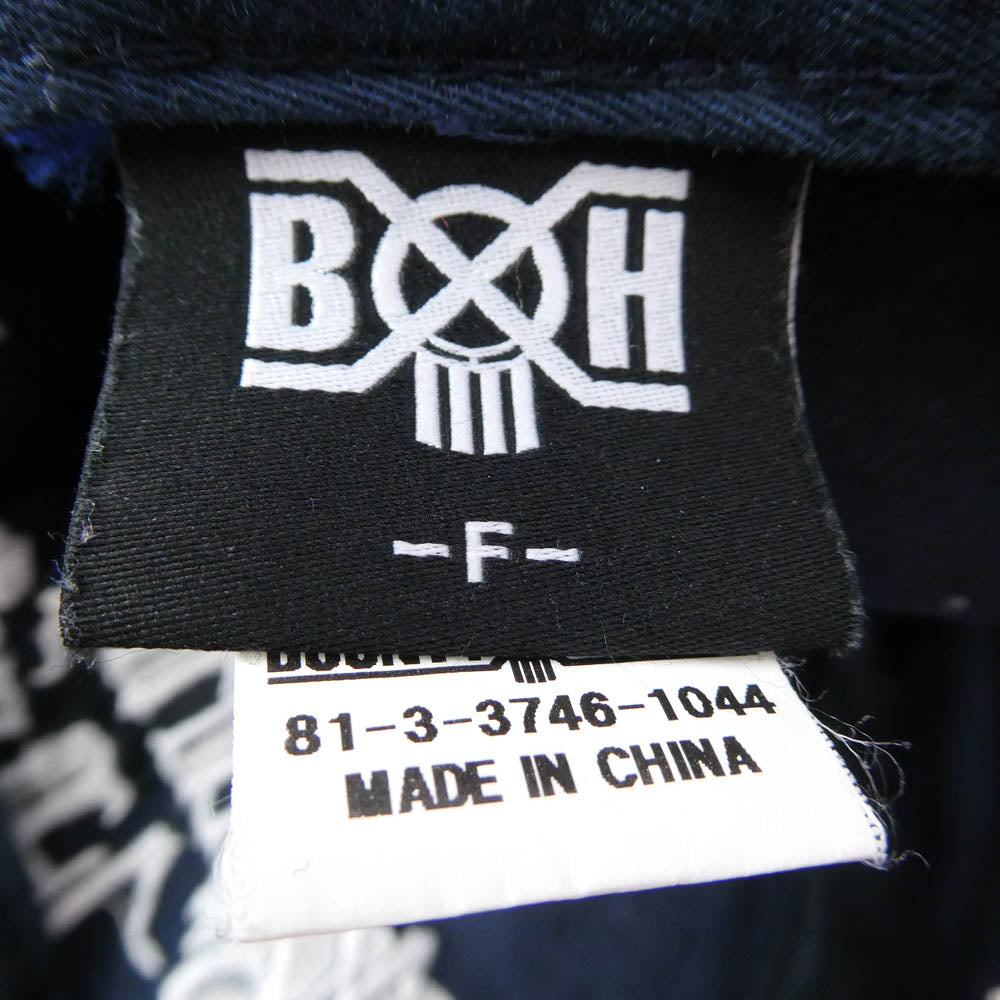 B H
-F-
81-3-3746-1044
MADE IN CHINA